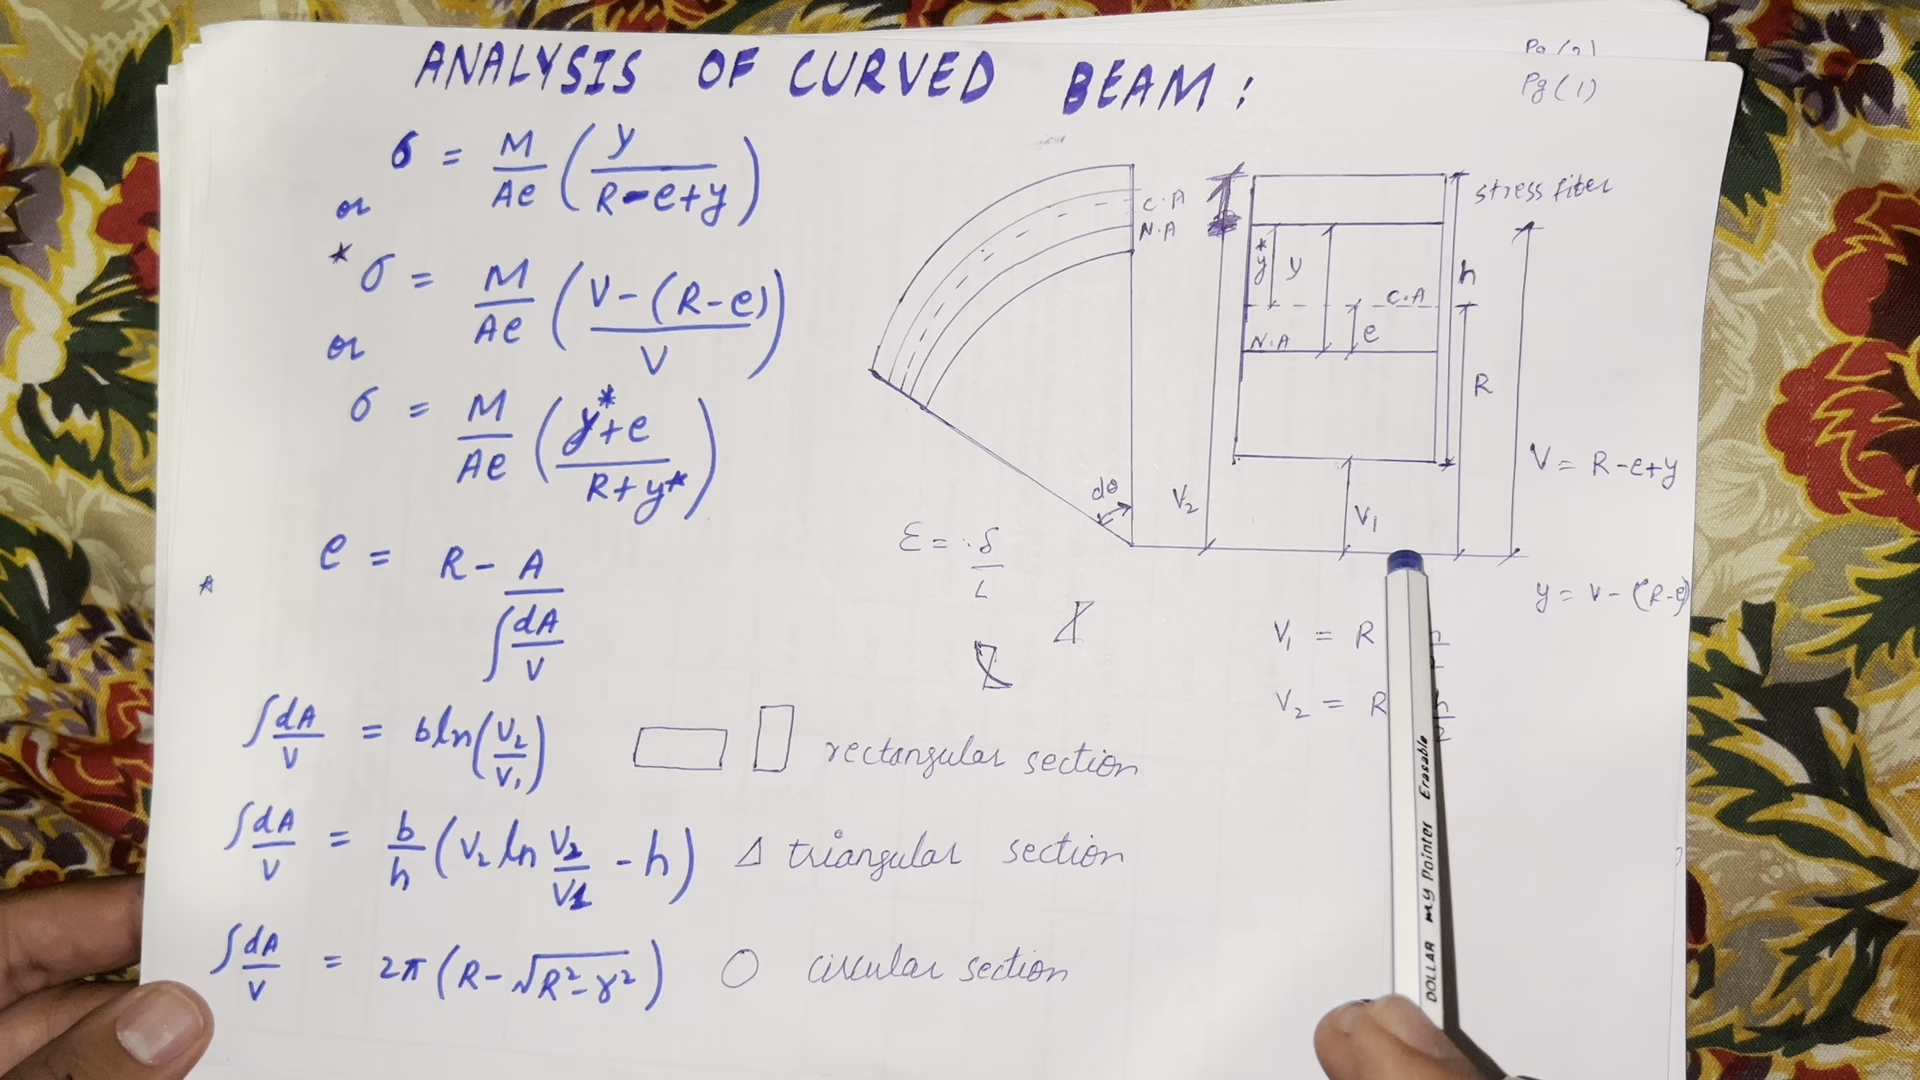 Pg (2)
Pg (1)
ANALYSIS OF CURVED BEAM :
σ = M/Ae ( y / R-e+y )
or
* σ = M/Ae ( V-(R-e) / V )
or
σ = M/Ae ( y*+e / R+y* )
* e = R - A / ∫ dA/V
∫ dA/V = b ln ( V2/V1 ) rectangular section
∫ dA/V = b/h ( V2 ln V2/V1 - h ) Δ triangular section
∫ dA/V = 2π ( R - √R²-r² ) ○ circular section
C.A
N.A
dθ
ε = δ/L
stress fiber
y*
y
h
C.A
e
N.A
R
V2
V1
V = R-e+y
y = V-(R-e)
V1 = R
V2 = R
DOLLAR my Pointer Erasable